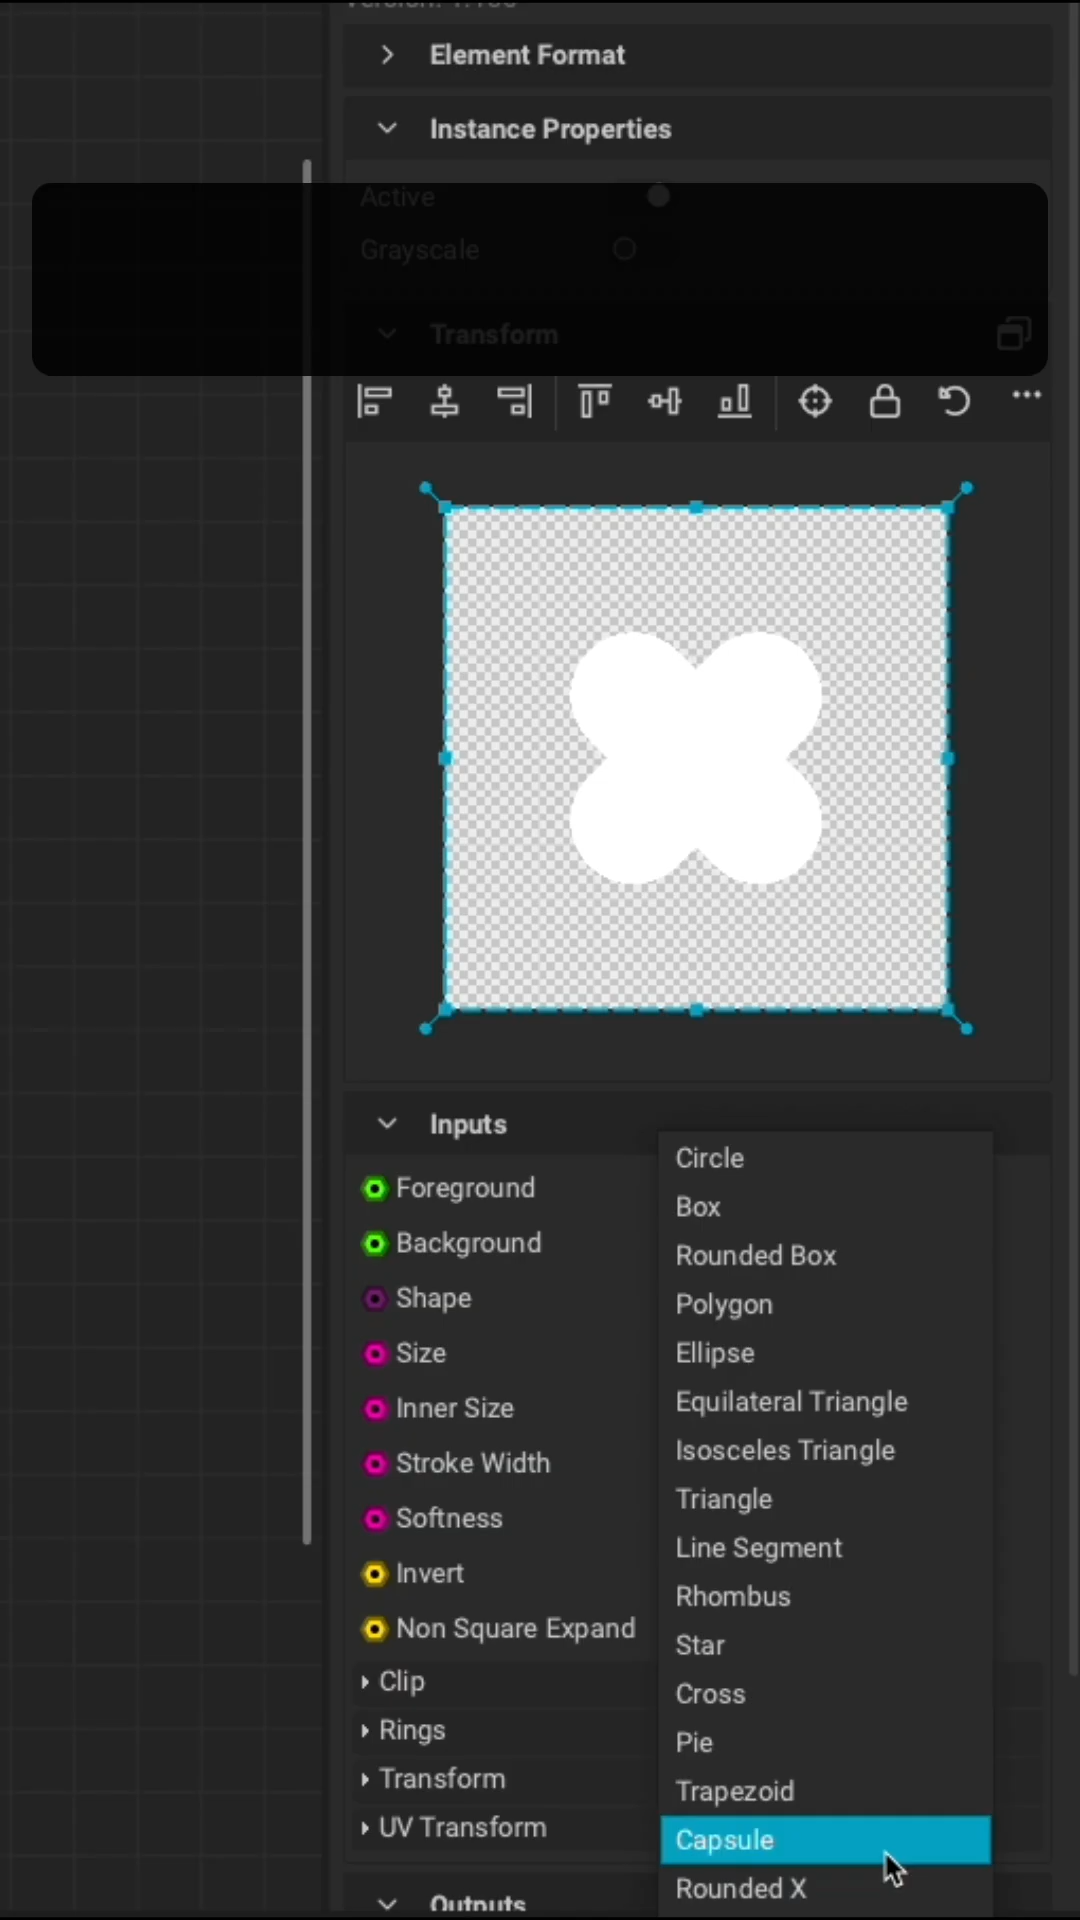 Element Format
Instance Properties
Active
Grayscale
Transform
Inputs
Foreground
Background
Shape
Size
Inner Size
Stroke Width
Softness
Invert
Non Square Expand
Clip
Rings
Transform
UV Transform
Outputs
Circle
Box
Rounded Box
Polygon
Ellipse
Equilateral Triangle
Isosceles Triangle
Triangle
Line Segment
Rhombus
Star
Cross
Pie
Trapezoid
Capsule
Rounded X